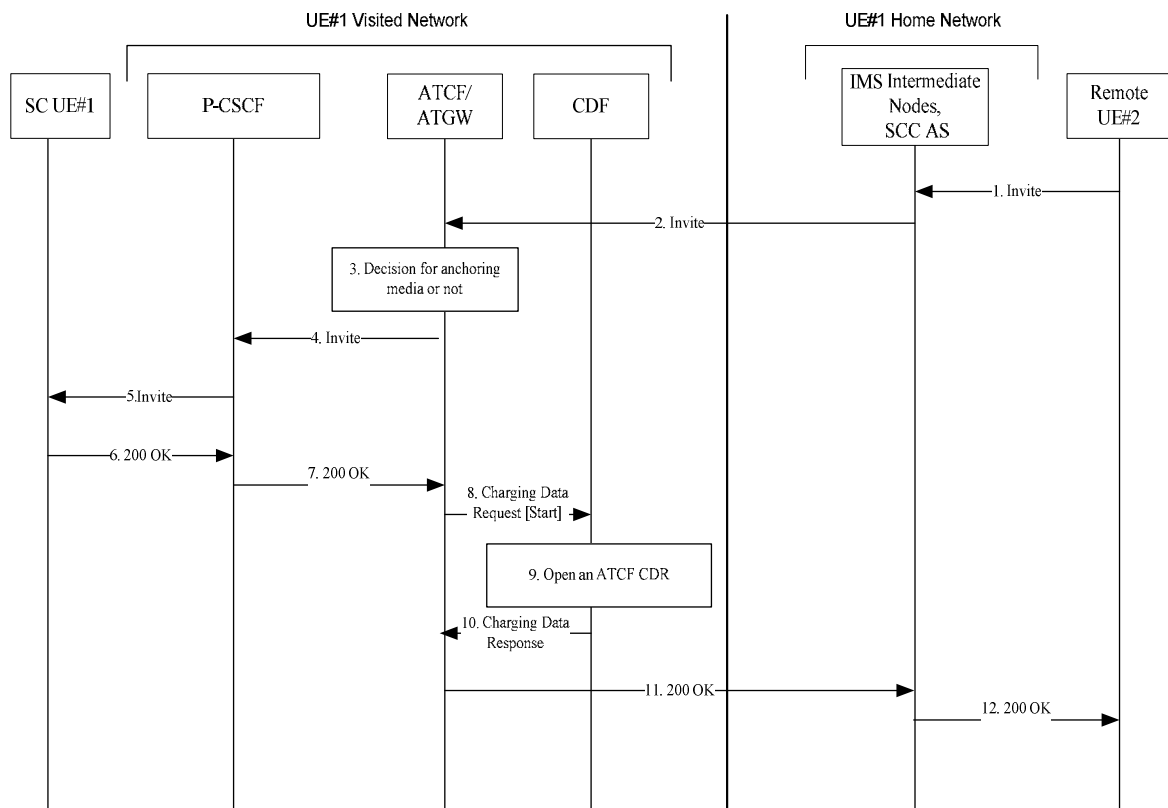 UE#1 Visited Network
UE#1 Home Network
SC UE#1
P-CSCF
ATCF/
ATGW
CDF
IMS Intermediate
Nodes,
SCC AS
Remote
UE#2
1. Invite
2. Invite
3. Decision for anchoring
media or not
4. Invite
5.Invite
6. 200 OK
7. 200 OK
8. Charging Data
Request [Start]
9. Open an ATCF CDR
10. Charging Data
Response
11. 200 OK
12. 200 OK